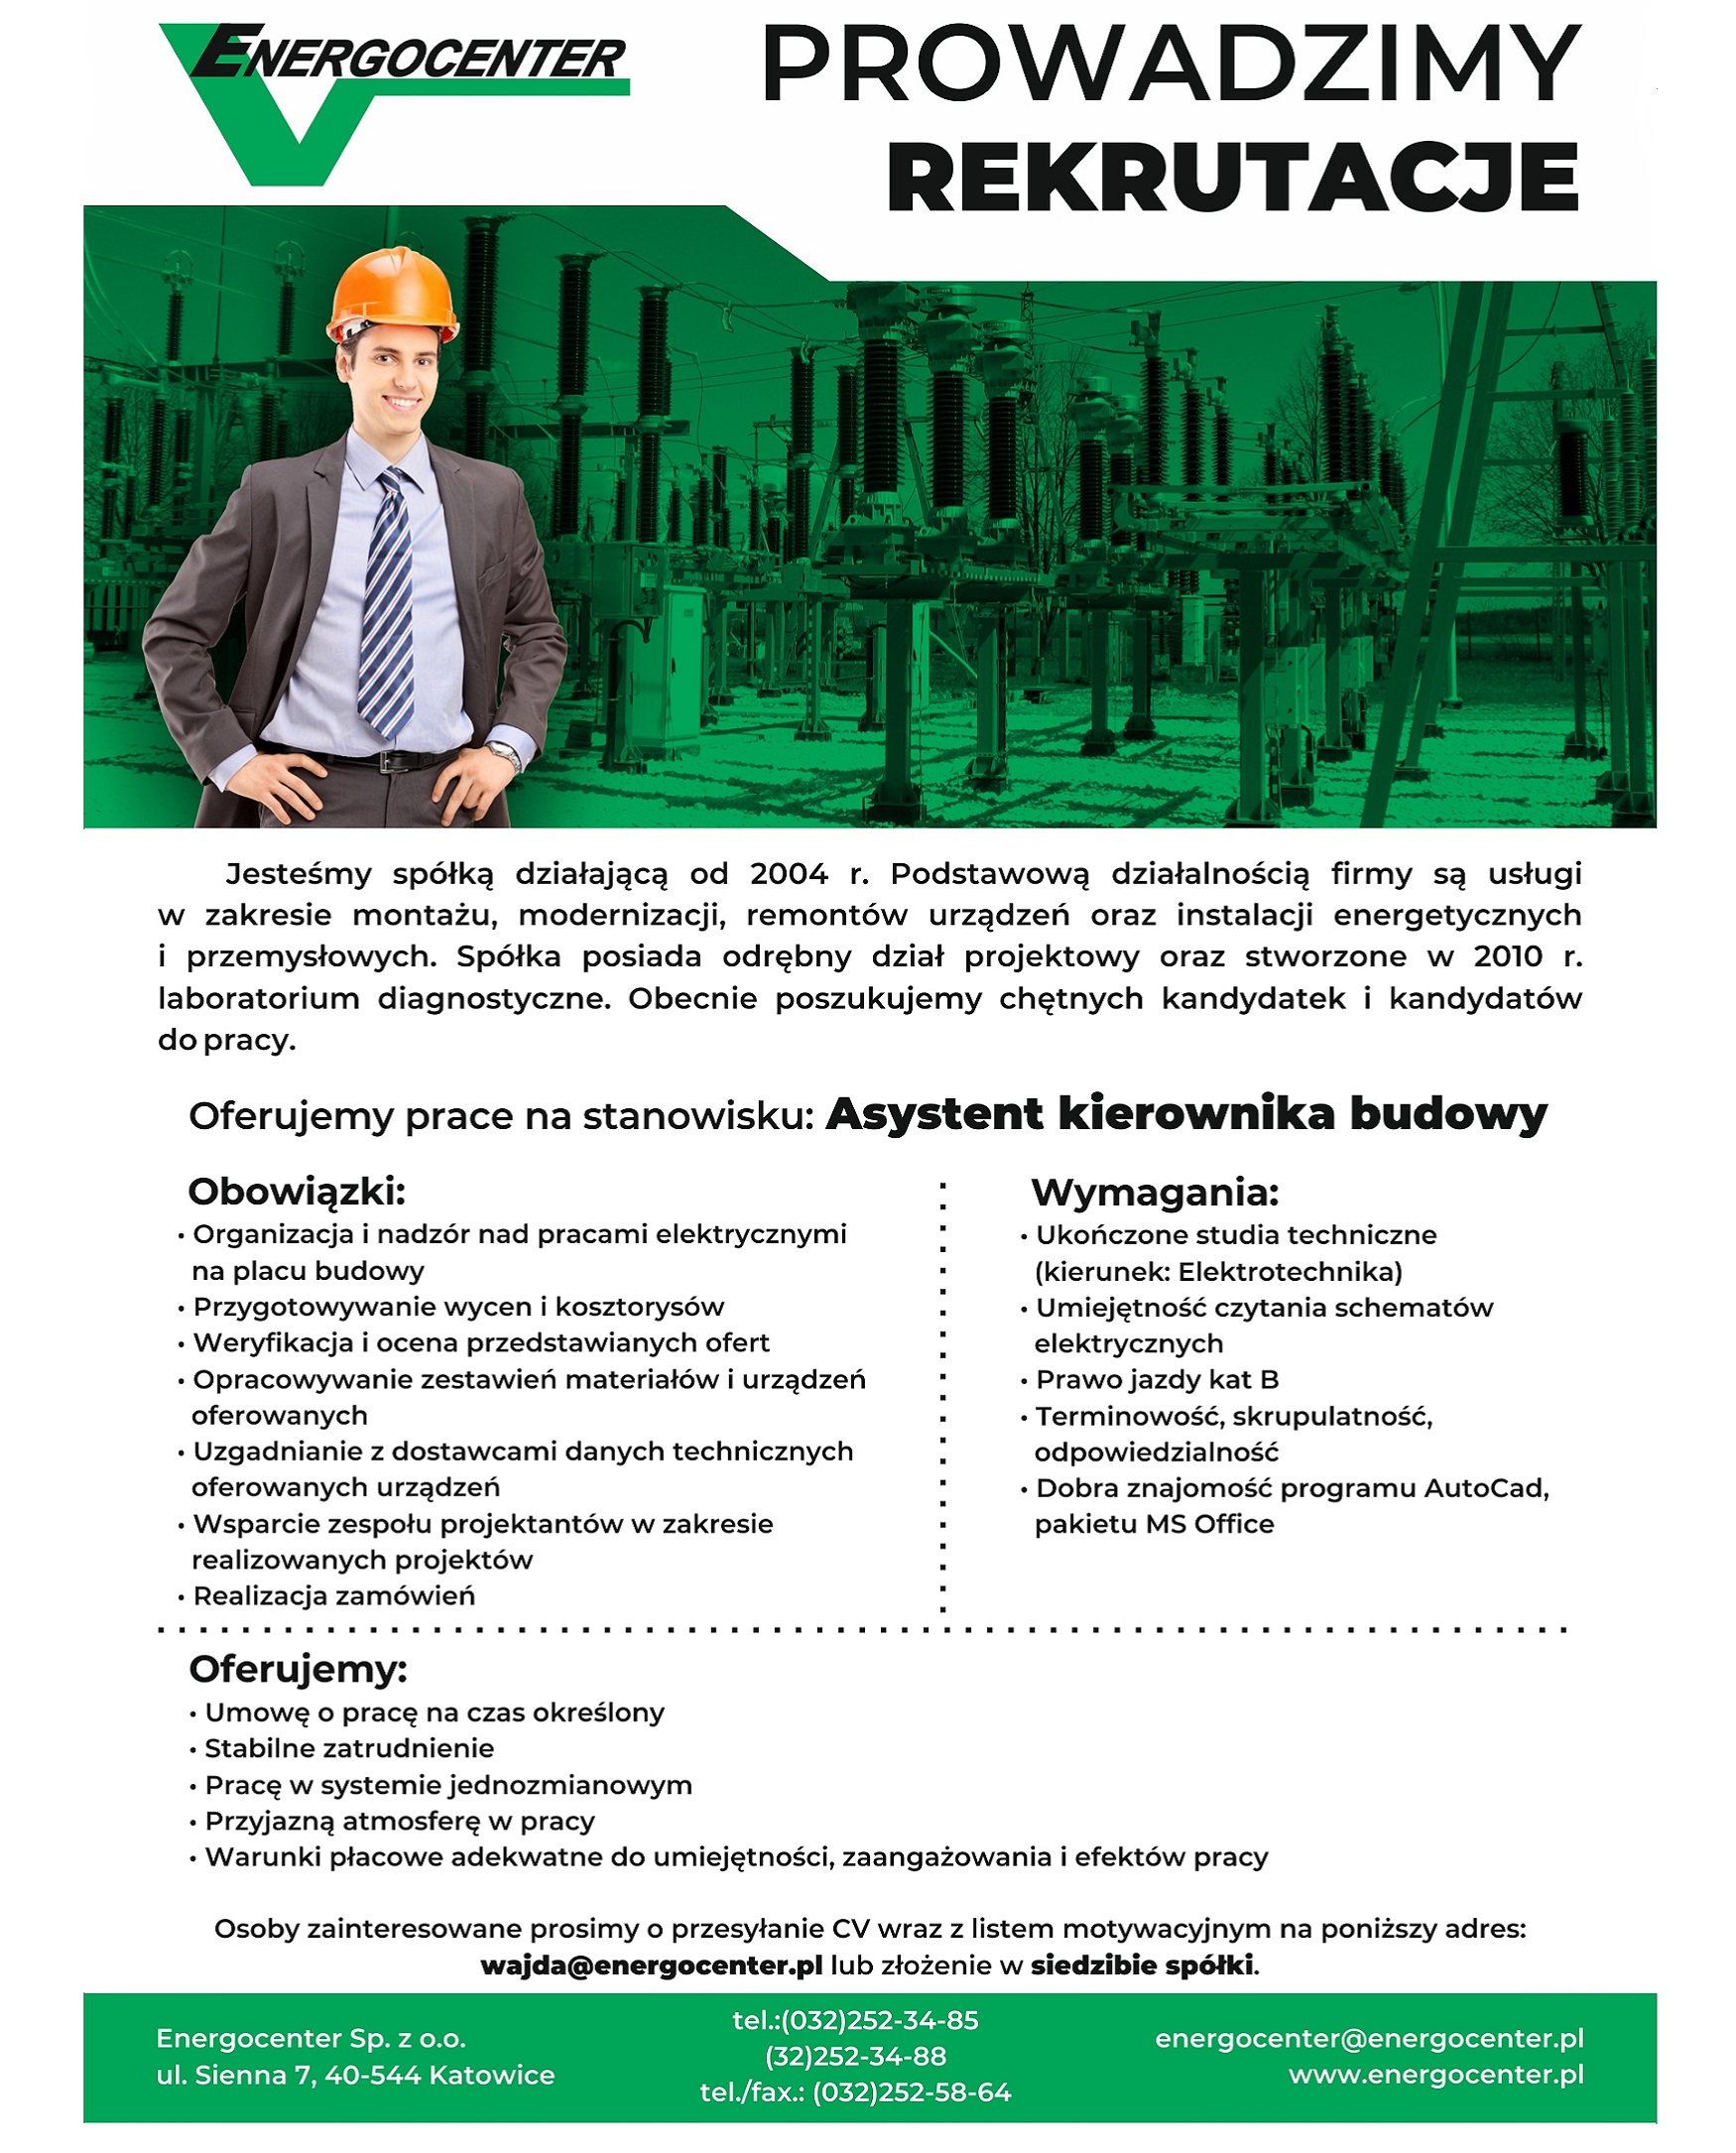 ENERGOCENTER
PROWADZIMY
REKRUTACJE
Jesteśmy spółką działającą od 2004 r. Podstawową działalnością firmy są usługi
w zakresie montażu, modernizacji, remontów urządzeń oraz instalacji energetycznych
i przemysłowych. Spółka posiada odrębny dział projektowy oraz stworzone w 2010 r.
laboratorium diagnostyczne. Obecnie poszukujemy chętnych kandydatek i kandydatów
do pracy.
Oferujemy prace na stanowisku: Asystent kierownika budowy
Obowiązki:
• Organizacja i nadzór nad pracami elektrycznymi
na placu budowy
• Przygotowywanie wycen i kosztorysów
• Weryfikacja i ocena przedstawianych ofert
• Opracowywanie zestawień materiałów i urządzeń
oferowanych
• Uzgadnianie z dostawcami danych technicznych
oferowanych urządzeń
• Wsparcie zespołu projektantów w zakresie
realizowanych projektów
• Realizacja zamówień
Wymagania:
• Ukończone studia techniczne
(kierunek: Elektrotechnika)
• Umiejętność czytania schematów
elektrycznych
• Prawo jazdy kat B
• Terminowość, skrupulatność,
odpowiedzialność
• Dobra znajomość programu AutoCad,
pakietu MS Office
Oferujemy:
• Umowę o pracę na czas określony
• Stabilne zatrudnienie
• Pracę w systemie jednozmianowym
• Przyjazną atmosferę w pracy
• Warunki płacowe adekwatne do umiejętności, zaangażowania i efektów pracy
Osoby zainteresowane prosimy o przesyłanie CV wraz z listem motywacyjnym na poniższy adres:
wajda@energocenter.pl lub złożenie w siedzibie spółki.
Energocenter Sp. z o.o.
ul. Sienna 7, 40-544 Katowice
tel.:(032)252-34-85
(32)252-34-88
tel./fax.: (032)252-58-64
energocenter@energocenter.pl
www.energocenter.pl